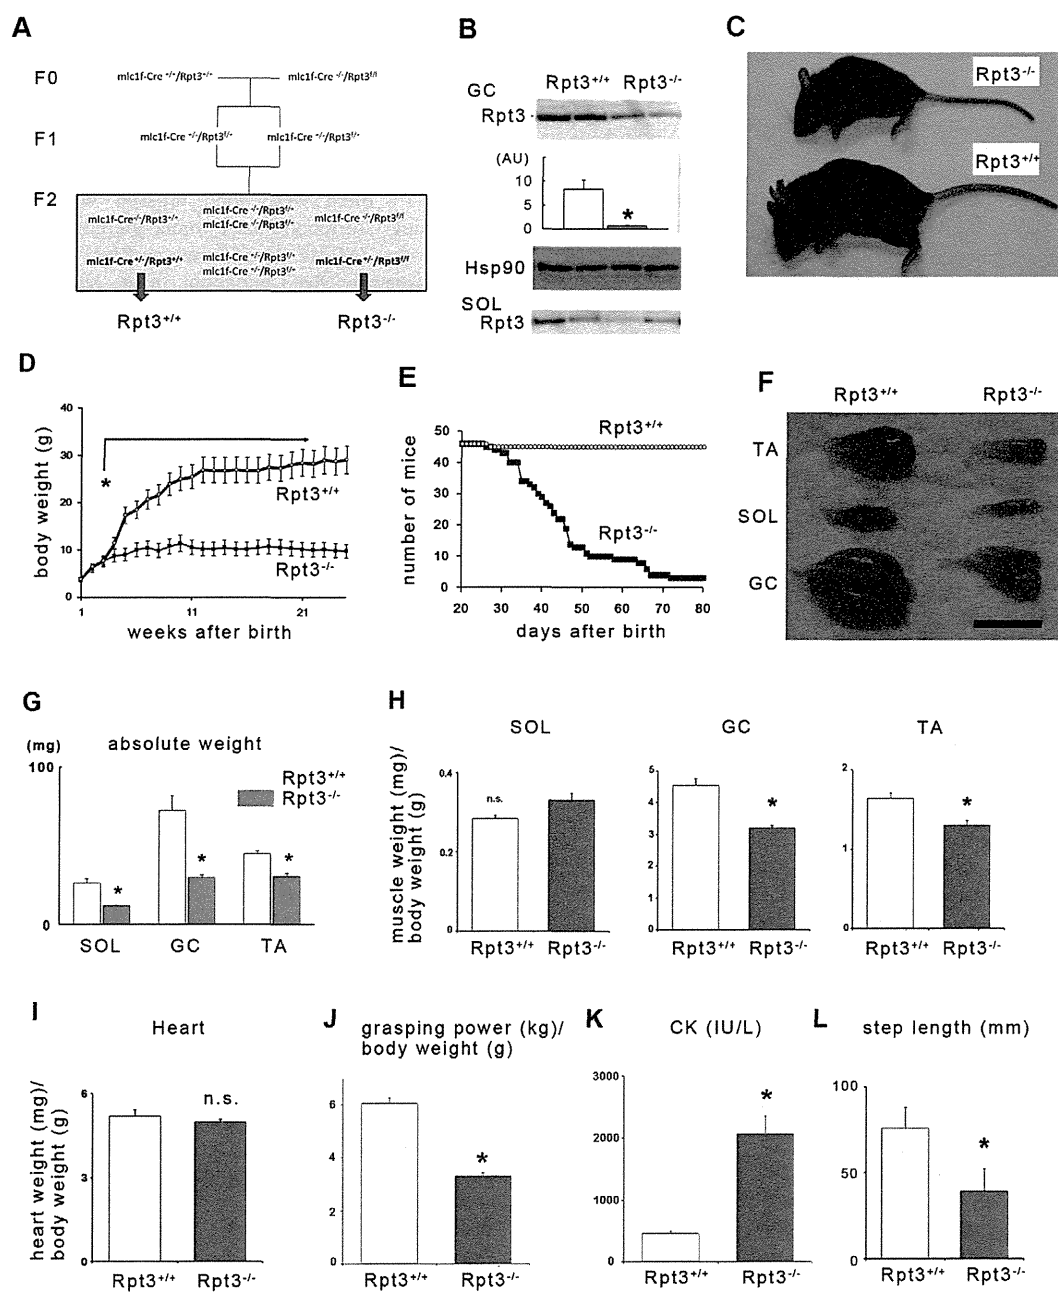 A
F0
mlc1f-Cre +/+/Rpt3+/+
mlc1f-Cre -/-/Rpt3f/f
F1
mlc1f-Cre +/-/Rpt3f/+
mlc1f-Cre +/-/Rpt3f/+
F2
mlc1f-Cre-/-/Rpt3+/+
mlc1f-Cre -/-/Rpt3f/+
mlc1f-Cre -/-/Rpt3f/+
mlc1f-Cre -/-/Rpt3f/f
mlc1f-Cre+/-/Rpt3+/+
mlc1f-Cre +/-/Rpt3f/+
mlc1f-Cre +/-/Rpt3f/+
mlc1f-Cre+/-/Rpt3f/f
Rpt3+/+
Rpt3-/-
B
Rpt3+/+ Rpt3-/-
GC
Rpt3
(AU)
10
5
0
*
Hsp90
SOL
Rpt3
C
Rpt3-/-
Rpt3+/+
D
body weight (g)
40
30
20
10
0
*
Rpt3+/+
Rpt3-/-
1 11 21
weeks after birth
E
number of mice
50
40
30
20
10
0
Rpt3+/+
Rpt3-/-
20 30 40 50 60 70 80
days after birth
F
Rpt3+/+ Rpt3-/-
TA
SOL
GC
G
(mg) absolute weight
100
0
Rpt3+/+
Rpt3-/-
* * *
SOL GC TA
H
muscle weight (mg)/
body weight (g)
SOL
0.4
0.2
0
n.s.
Rpt3+/+ Rpt3-/-
GC
5
4
3
2
1
0
*
Rpt3+/+ Rpt3-/-
TA
2
1
0
*
Rpt3+/+ Rpt3-/-
I
Heart
heart weight (mg)/
body weight (g)
6
3
0
n.s.
Rpt3+/+ Rpt3-/-
J
grasping power (kg)/
body weight (g)
6
4
2
0
*
Rpt3+/+ Rpt3-/-
K
CK (IU/L)
3000
2000
1000
0
*
Rpt3+/+ Rpt3-/-
L
step length (mm)
100
50
0
*
Rpt3+/+ Rpt3-/-